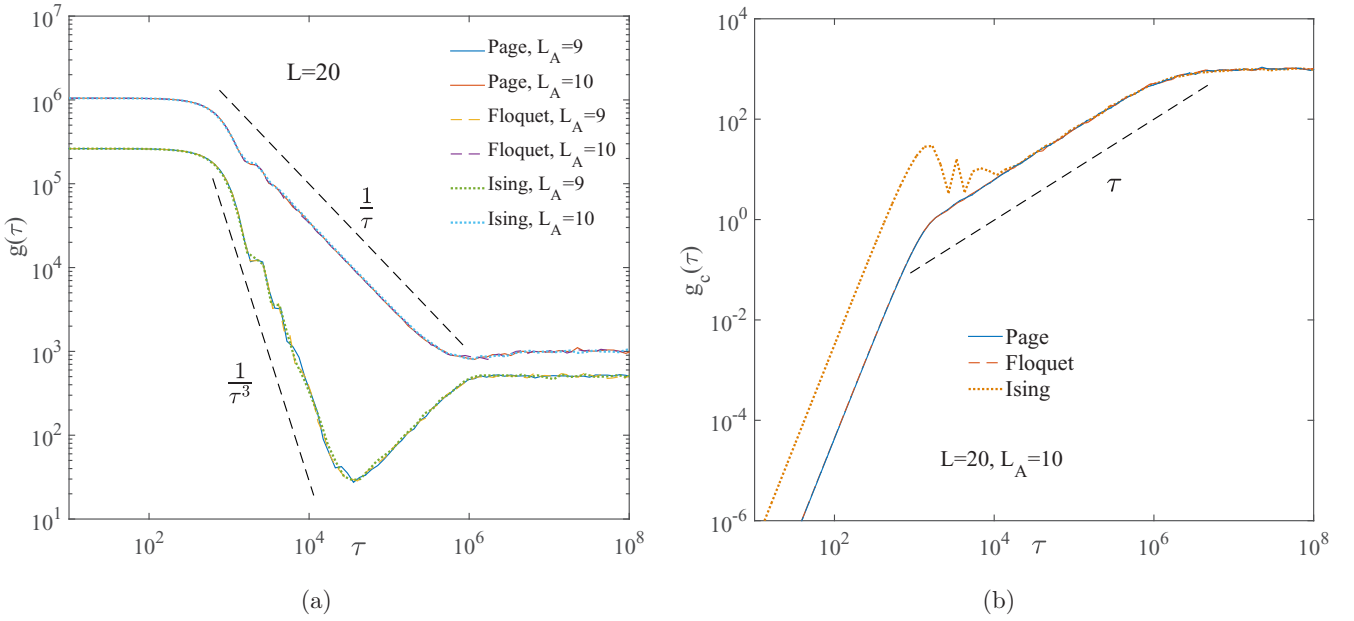 10^7
10^6
10^5
10^4
10^3
10^2
10^1
g(τ)
L=20
Page, L_A=9
Page, L_A=10
Floquet, L_A=9
Floquet, L_A=10
Ising, L_A=9
Ising, L_A=10
1/τ
1/τ^3
10^2
10^4
10^6
10^8
τ
(a)
10^4
10^2
10^0
10^-2
10^-4
10^-6
g_c(τ)
τ
Page
Floquet
Ising
L=20, L_A=10
10^2
10^4
10^6
10^8
τ
(b)